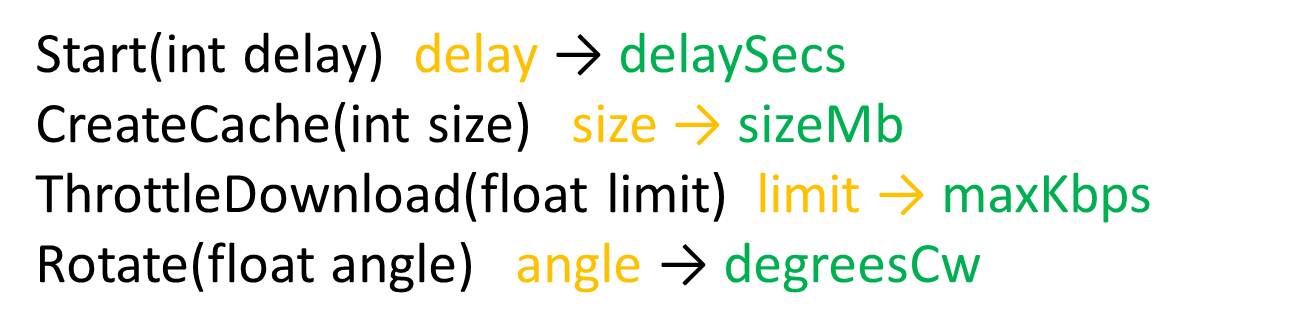 Start(int delay) delay → delaySecs
CreateCache(int size) size → sizeMb
ThrottleDownload(float limit) limit → maxKbps
Rotate(float angle) angle → degreesCw